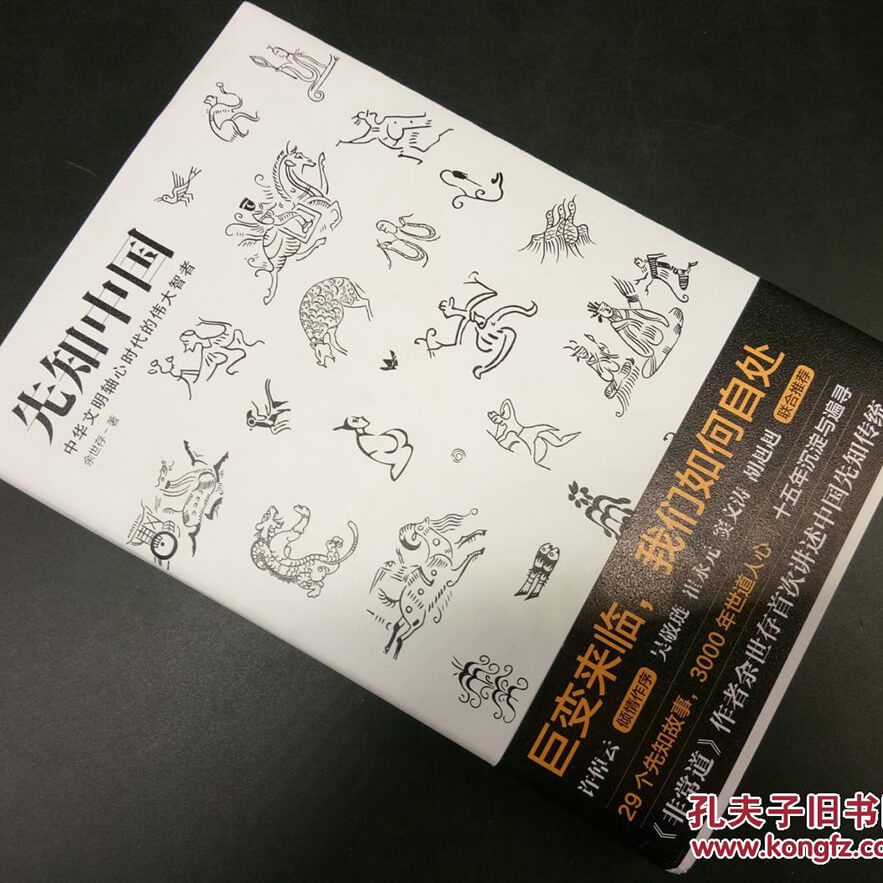 先知中国
中华文明轴心时代的伟大智者
余世存-著
巨变来临，我们如何自处
许倬云 倾情作序 吴敬琏 崔永元 窦文涛 胡赳赳 联合推荐
29个先知故事，3000年世道人心 十五年沉淀与遍寻
《非常道》作者余世存首次讲述中国先知传统
孔夫子旧书
www.kongfz.com